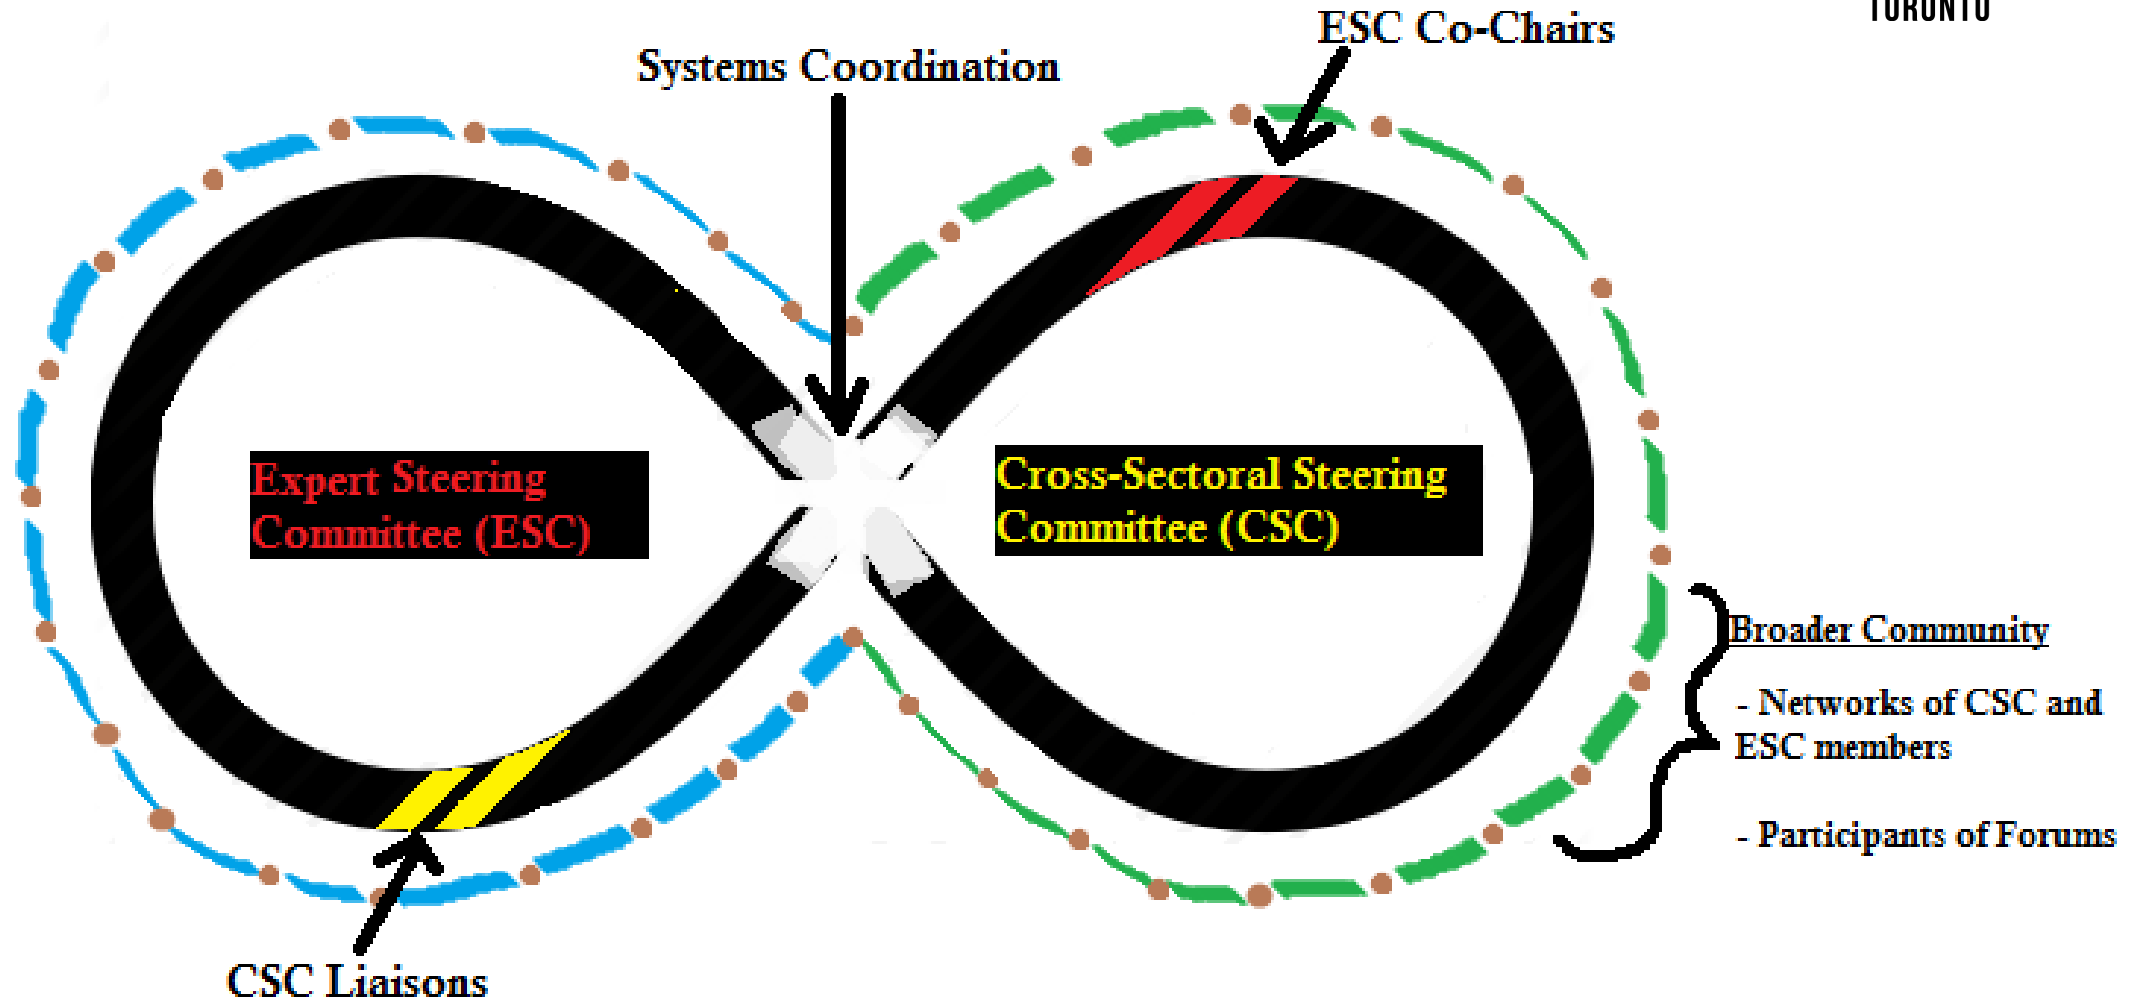 TORONTO
ESC Co-Chairs
Systems Coordination
Expert Steering
Committee (ESC)
Cross-Sectoral Steering
Committee (CSC)
Broader Community
- Networks of CSC and
ESC members
- Participants of Forums
CSC Liaisons